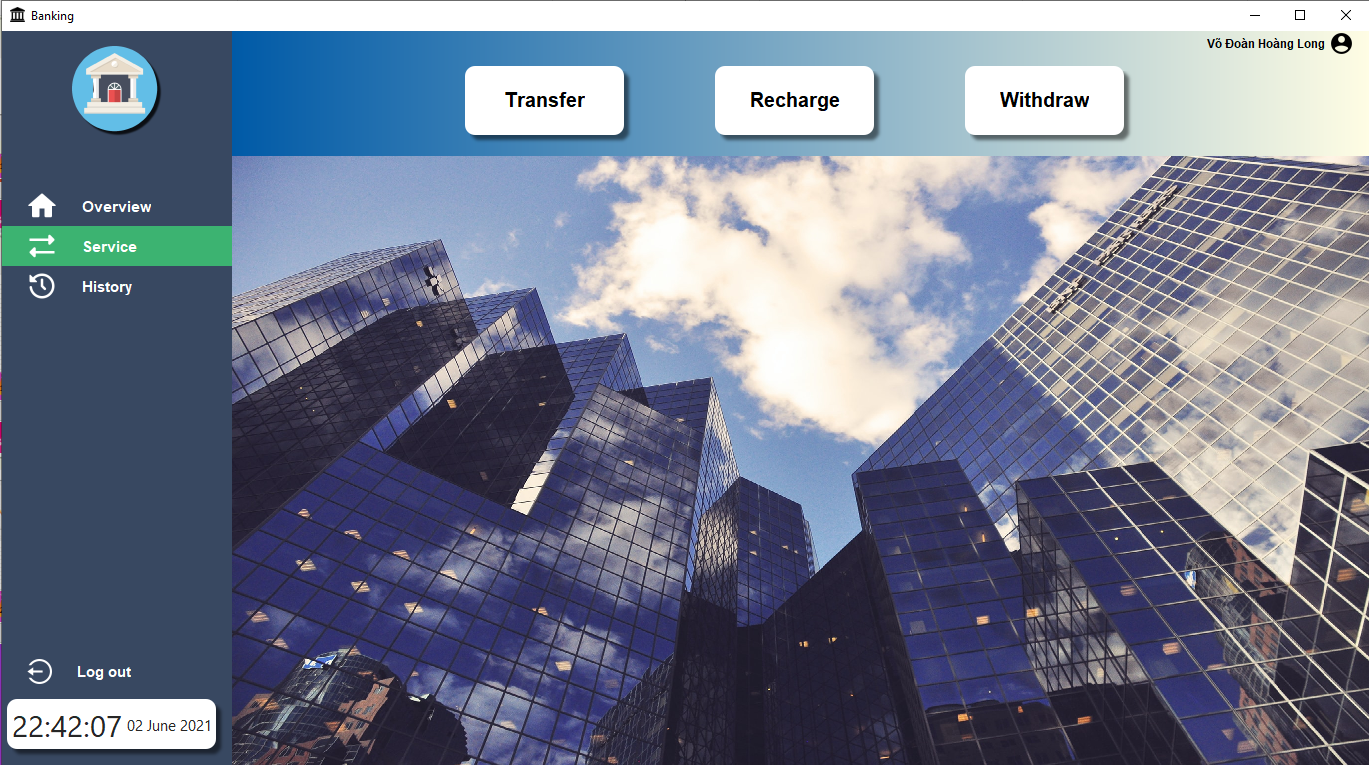 Banking
Võ Đoàn Hoàng Long
Transfer
Recharge
Withdraw
Overview
Service
History
Log out
22:42:07 02 June 2021